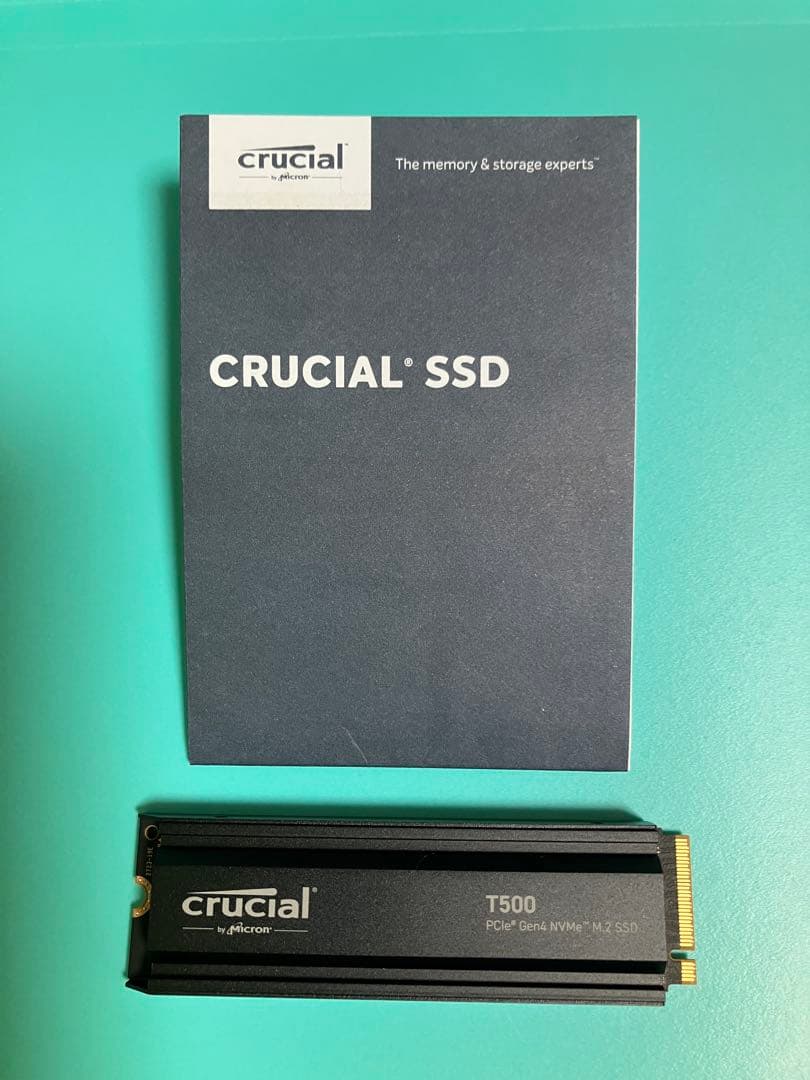 crucial
by Micron
The memory & storage experts™
CRUCIAL® SSD
crucial®
by Micron®
T500
PCIe® Gen4 NVMe™ M.2 SSD